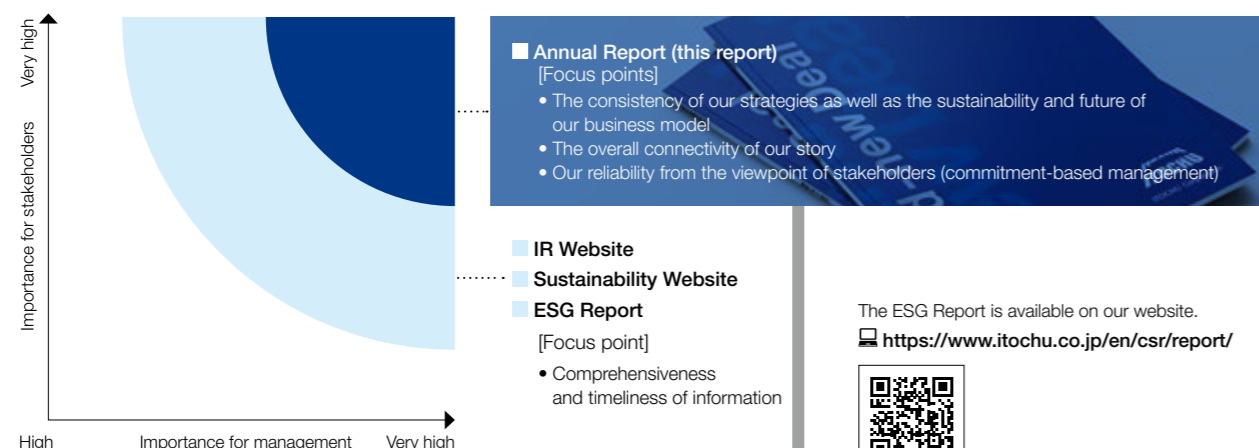 Very high
Importance for stakeholders
High
Importance for management
Very high
Annual Report (this report)
[Focus points]
• The consistency of our strategies as well as the sustainability and future of
our business model
• The overall connectivity of our story
• Our reliability from the viewpoint of stakeholders (commitment-based management)
IR Website
Sustainability Website
ESG Report
[Focus point]
• Comprehensiveness
and timeliness of information
The ESG Report is available on our website.
https://www.itochu.co.jp/en/csr/report/